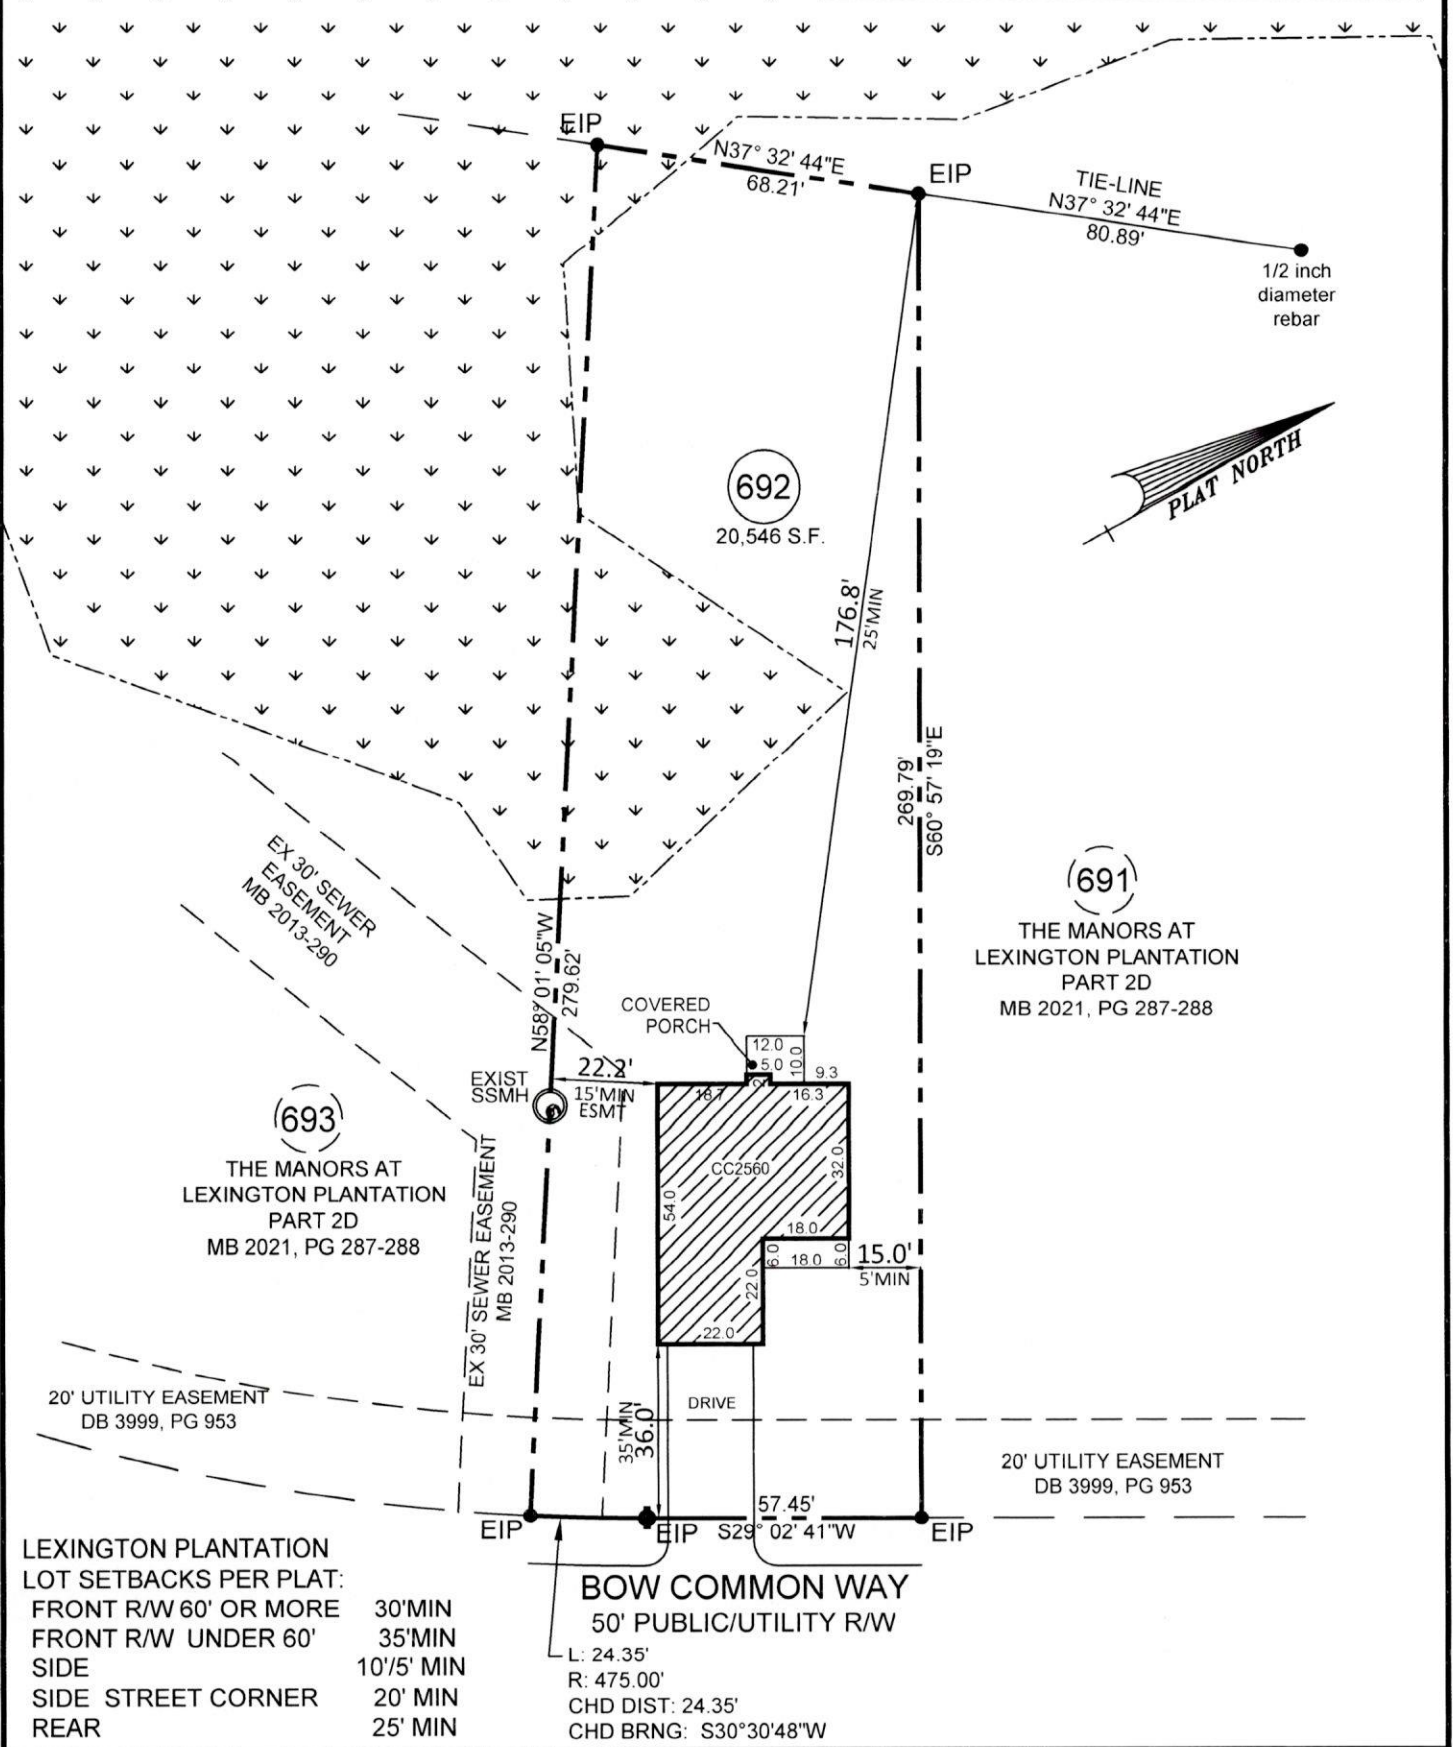 EIP
N37° 32' 44"E
68.21'
EIP
TIE-LINE
N37° 32' 44"E
80.89'
1/2 inch
diameter
rebar
PLAT NORTH
692
20,546 S.F.
176.8'
25'MIN
269.79'
S60° 57' 19"E
EX 30' SEWER
EASEMENT
MB 2013-290
691
THE MANORS AT
LEXINGTON PLANTATION
PART 2D
MB 2021, PG 287-288
N58° 01' 05"W
279.62'
COVERED
PORCH
12.0
5.0
10.0
9.3
2
18.7
16.3
EXIST
SSMH
22.2'
15'MIN
ESMT
693
THE MANORS AT
LEXINGTON PLANTATION
PART 2D
MB 2021, PG 287-288
CC2560
32.0
54.0
18.0
6.0
18.0
6.0
15.0'
5'MIN
22.0
22.0
EX 30' SEWER EASEMENT
MB 2013-290
20' UTILITY EASEMENT
DB 3999, PG 953
35'MIN
36.0'
DRIVE
20' UTILITY EASEMENT
DB 3999, PG 953
57.45'
S29° 02' 41"W
EIP
EIP
EIP
BOW COMMON WAY
50' PUBLIC/UTILITY R/W
L: 24.35'
R: 475.00'
CHD DIST: 24.35'
CHD BRNG: S30°30'48"W
LEXINGTON PLANTATION
LOT SETBACKS PER PLAT:
FRONT R/W 60' OR MORE 30'MIN
FRONT R/W UNDER 60' 35'MIN
SIDE 10'/5' MIN
SIDE STREET CORNER 20' MIN
REAR 25' MIN